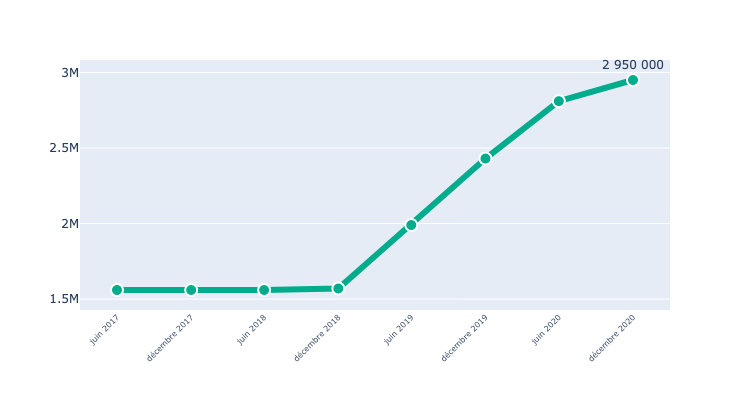 2 950 000
3M
2.5M
2M
1.5M
juin 2017
décembre 2017
juin 2018
décembre 2018
juin 2019
décembre 2019
juin 2020
décembre 2020